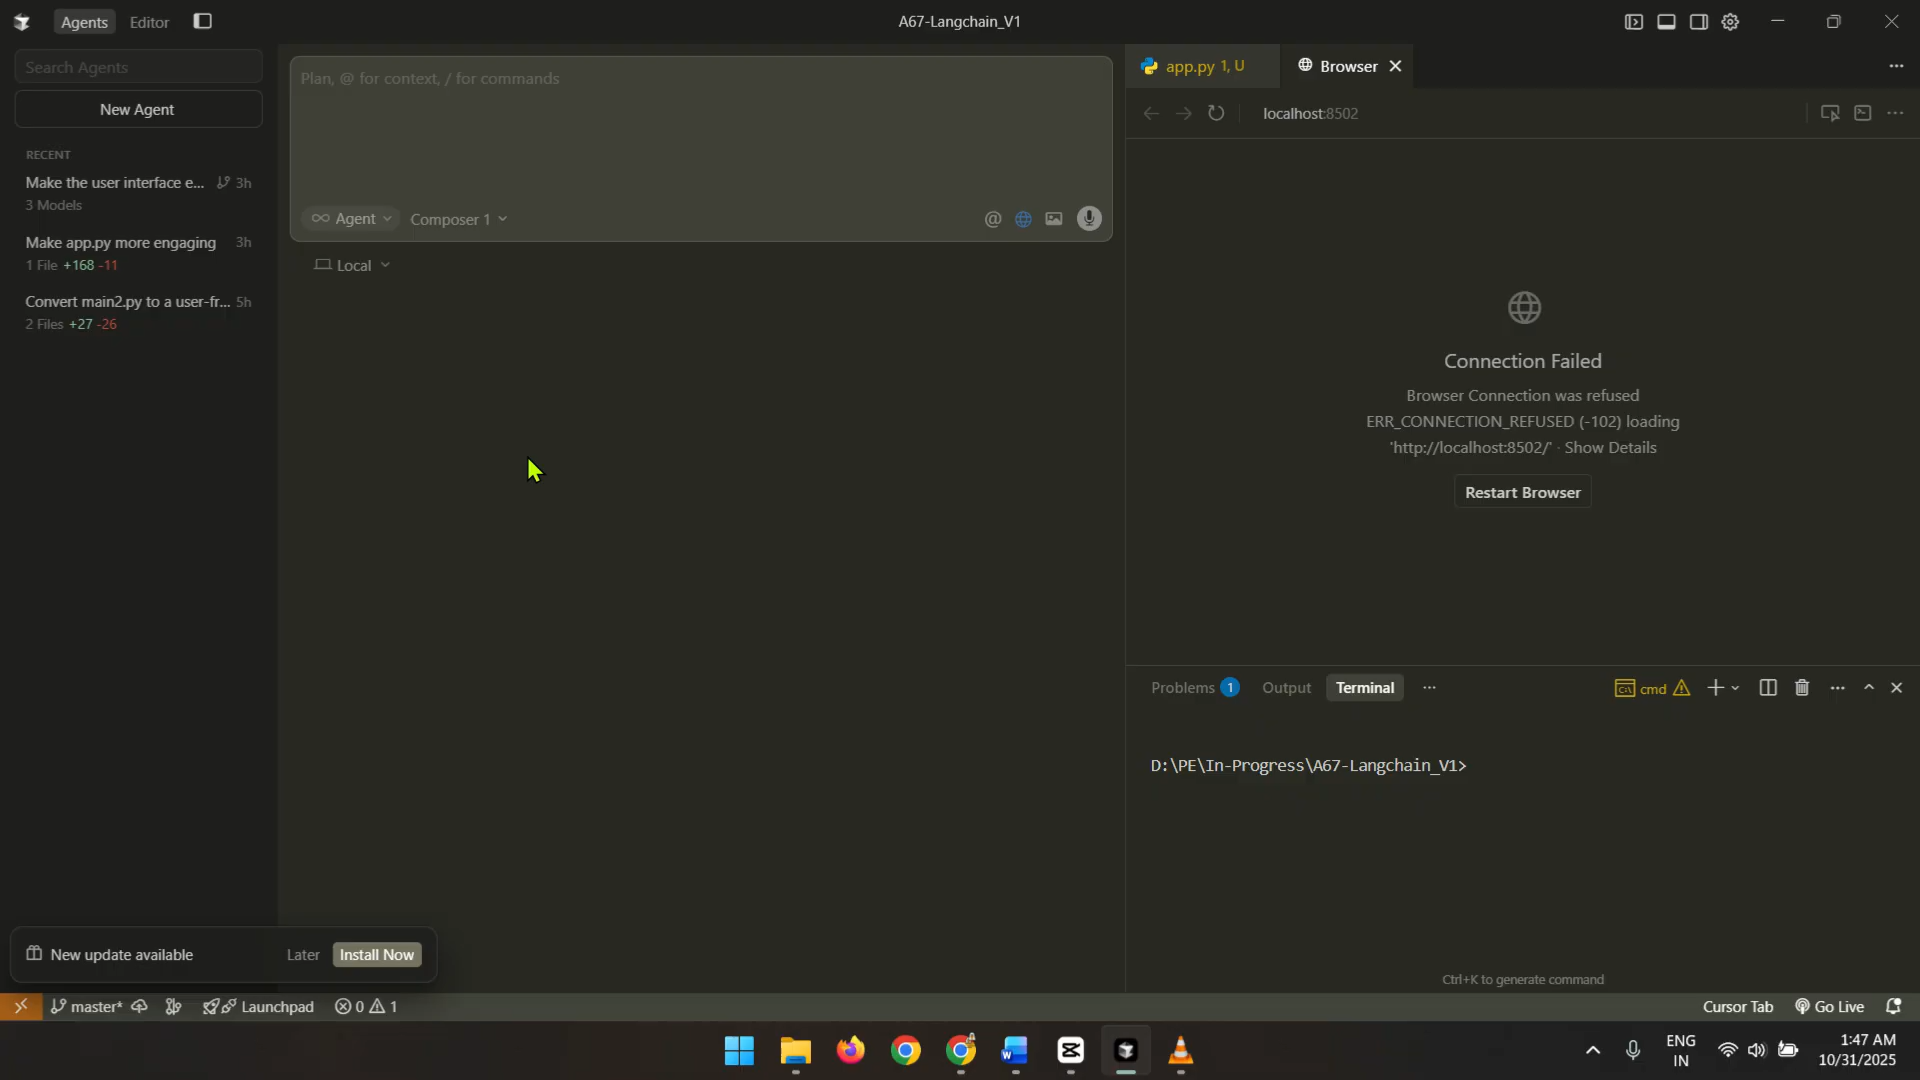 Agents Editor
A67-Langchain_V1
Search Agents
New Agent
RECENT
Make the user interface e... 3h
3 Models
Make app.py more engaging 3h
1 File +168 -11
Convert main2.py to a user-fr... 5h
2 Files +27 -26
Plan, @ for context, / for commands
Agent Composer 1
Local
app.py 1, U
Browser
localhost:8502
Connection Failed
Browser Connection was refused
ERR_CONNECTION_REFUSED (-102) loading
'http://localhost:8502/' · Show Details
Restart Browser
Problems 1 Output Terminal
cmd
D:\PE\In-Progress\A67-Langchain_V1>
Ctrl+K to generate command
New update available Later Install Now
master* Launchpad 0 1
Cursor Tab Go Live
ENG
IN
1:47 AM
10/31/2025